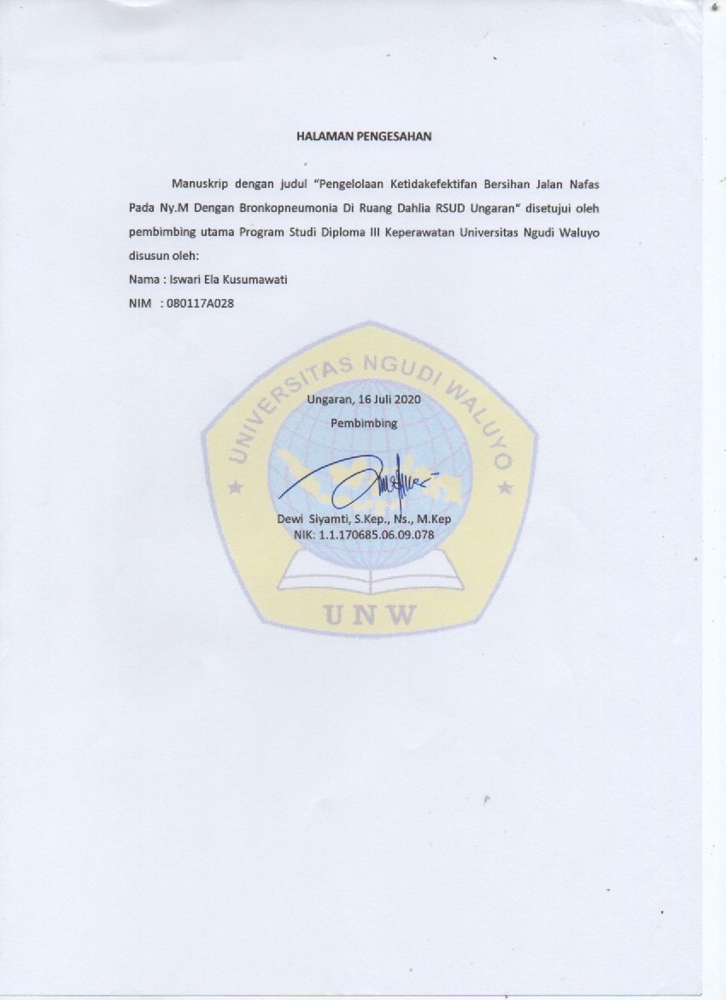 HALAMAN PENGESAHAN
Manuskrip dengan judul “Pengelolaan Ketidakefektifan Bersihan Jalan Nafas
Pada Ny.M Dengan Bronkopneumonia Di Ruang Dahlia RSUD Ungaran“ disetujui oleh
pembimbing utama Program Studi Diploma III Keperawatan Universitas Ngudi Waluyo
disusun oleh:
Nama : Iswari Ela Kusumawati
NIM : 080117A028
UNIVERSITAS NGUDI WALUYO
Ungaran, 16 Juli 2020
Pembimbing
Dewi Siyamti, S.Kep., Ns., M.Kep
NIK: 1.1.170685.06.09.078
UNW